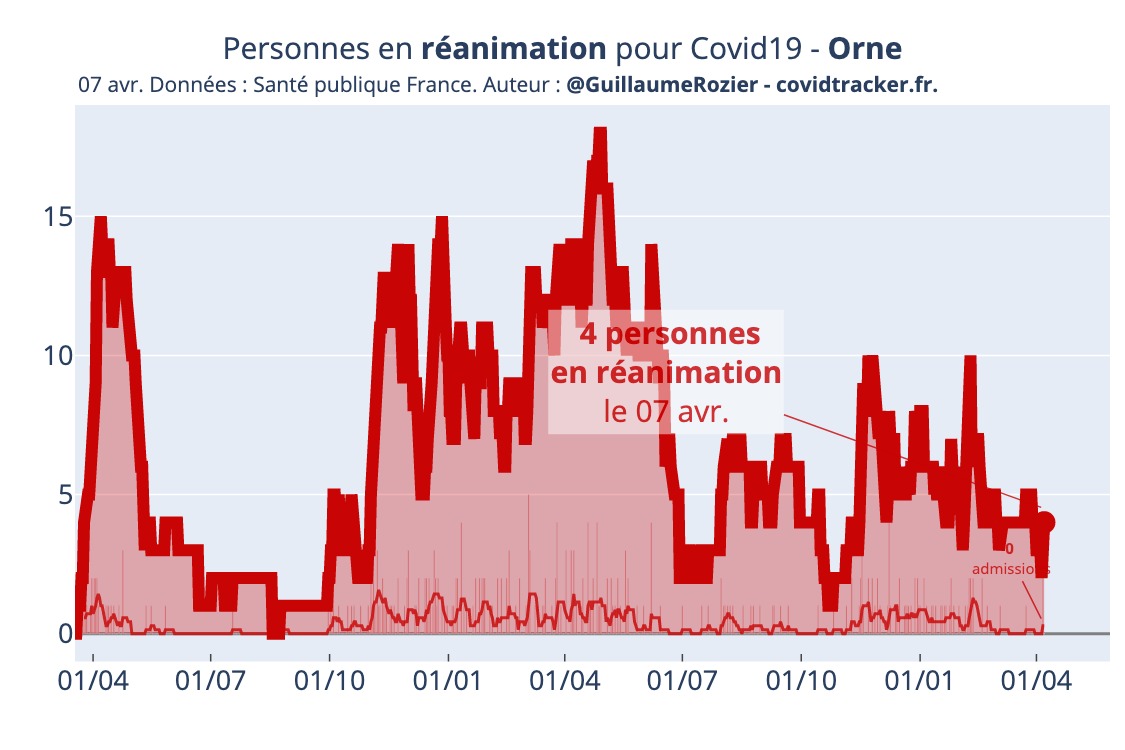 Personnes en réanimation pour Covid19 - Orne
07 avr. Données : Santé publique France. Auteur : @GuillaumeRozier - covidtracker.fr.
15
10
5
0
4 personnes
en réanimation
le 07 avr.
0
admissions
01/04
01/07
01/10
01/01
01/04
01/07
01/10
01/01
01/04